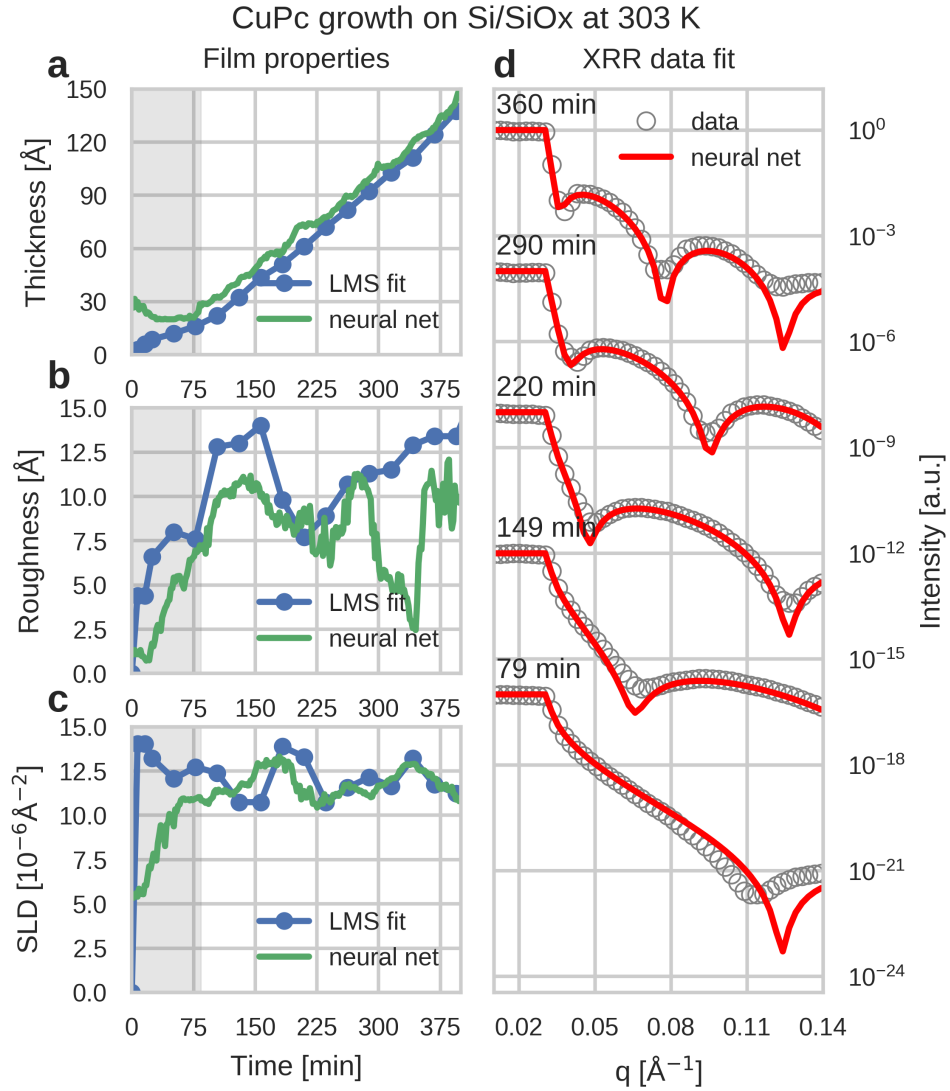 CuPc growth on Si/SiOx at 303 K
a
Film properties
Thickness [Å]
150
120
90
60
30
0
LMS fit
neural net
0 75 150 225 300 375
b
Roughness [Å]
15.0
12.5
10.0
7.5
5.0
2.5
0.0
LMS fit
neural net
0 75 150 225 300 375
c
SLD [10⁻⁶Å⁻²]
15.0
12.5
10.0
7.5
5.0
2.5
0.0
LMS fit
neural net
0 75 150 225 300 375
Time [min]
d
XRR data fit
360 min
data
neural net
290 min
220 min
149 min
79 min
10⁰
10⁻³
10⁻⁶
10⁻⁹
10⁻¹²
10⁻¹⁵
10⁻¹⁸
10⁻²¹
10⁻²⁴
Intensity [a.u.]
0.02 0.05 0.08 0.11 0.14
q [Å⁻¹]